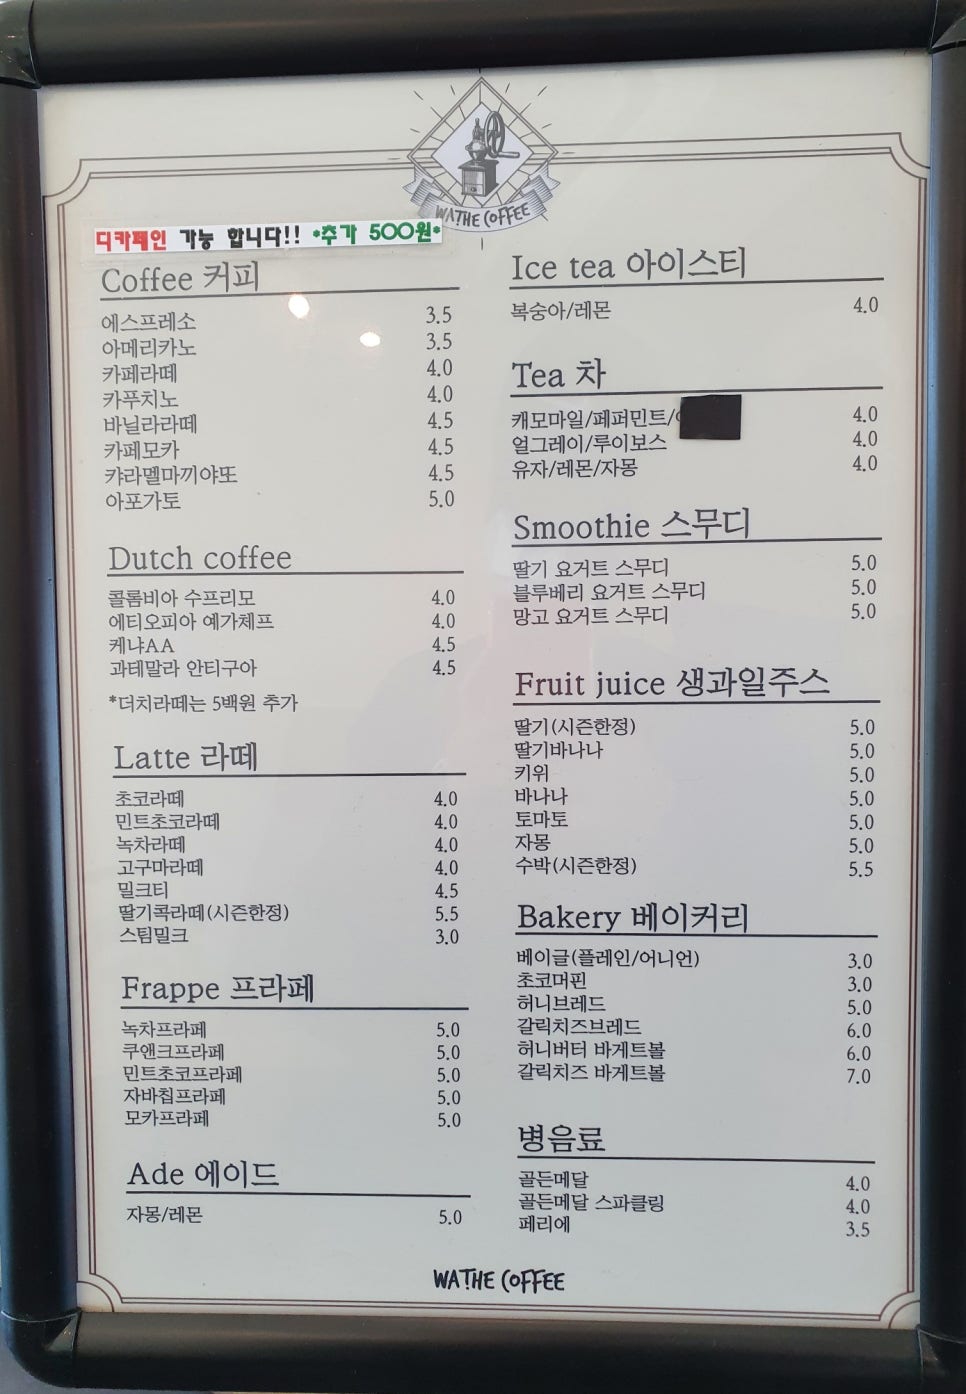 WATHE COFFEE
디카페인 가능 합니다!! *추가 500원*
Coffee 커피
에스프레소 3.5
아메리카노 3.5
카페라떼 4.0
카푸치노 4.0
바닐라라떼 4.5
카페모카 4.5
캬라멜마끼야또 4.5
아포가토 5.0
Dutch coffee
콜롬비아 수프리모 4.0
에티오피아 예가체프 4.0
케냐AA 4.5
과테말라 안티구아 4.5
*더치라떼는 5백원 추가
Latte 라떼
초코라떼 4.0
민트초코라떼 4.0
녹차라떼 4.0
고구마라떼 4.0
밀크티 4.5
딸기콕라떼(시즌한정) 5.5
스팀밀크 3.0
Frappe 프라페
녹차프라페 5.0
쿠앤크프라페 5.0
민트초코프라페 5.0
자바칩프라페 5.0
모카프라페 5.0
Ade 에이드
자몽/레몬 5.0
Ice tea 아이스티
복숭아/레몬 4.0
Tea 차
캐모마일/페퍼민트/ 4.0
얼그레이/루이보스 4.0
유자/레몬/자몽 4.0
Smoothie 스무디
딸기 요거트 스무디 5.0
블루베리 요거트 스무디 5.0
망고 요거트 스무디 5.0
Fruit juice 생과일주스
딸기(시즌한정) 5.0
딸기바나나 5.0
키위 5.0
바나나 5.0
토마토 5.0
자몽 5.0
수박(시즌한정) 5.5
Bakery 베이커리
베이글(플레인/어니언) 3.0
초코머핀 3.0
허니브레드 5.0
갈릭치즈브레드 6.0
허니버터 바게트볼 6.0
갈릭치즈 바게트볼 7.0
병음료
골든메달 4.0
골든메달 스파클링 4.0
페리에 3.5
WATHE COFFEE